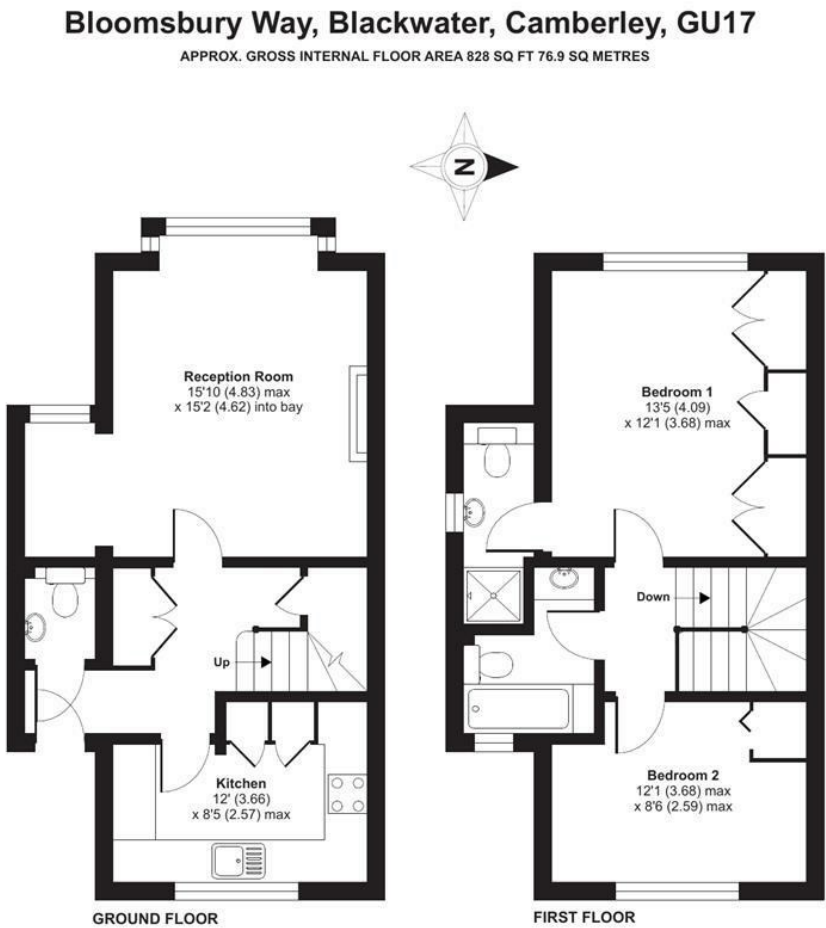 Bloomsbury Way, Blackwater, Camberley, GU17
APPROX. GROSS INTERNAL FLOOR AREA 828 SQ FT 76.9 SQ METRES
N
Reception Room
15'10 (4.83) max
x 15'2 (4.62) into bay
Up
Kitchen
12' (3.66)
x 8'5 (2.57) max
GROUND FLOOR
Bedroom 1
13'5 (4.09)
x 12'1 (3.68) max
Down
Bedroom 2
12'1 (3.68) max
x 8'6 (2.59) max
FIRST FLOOR